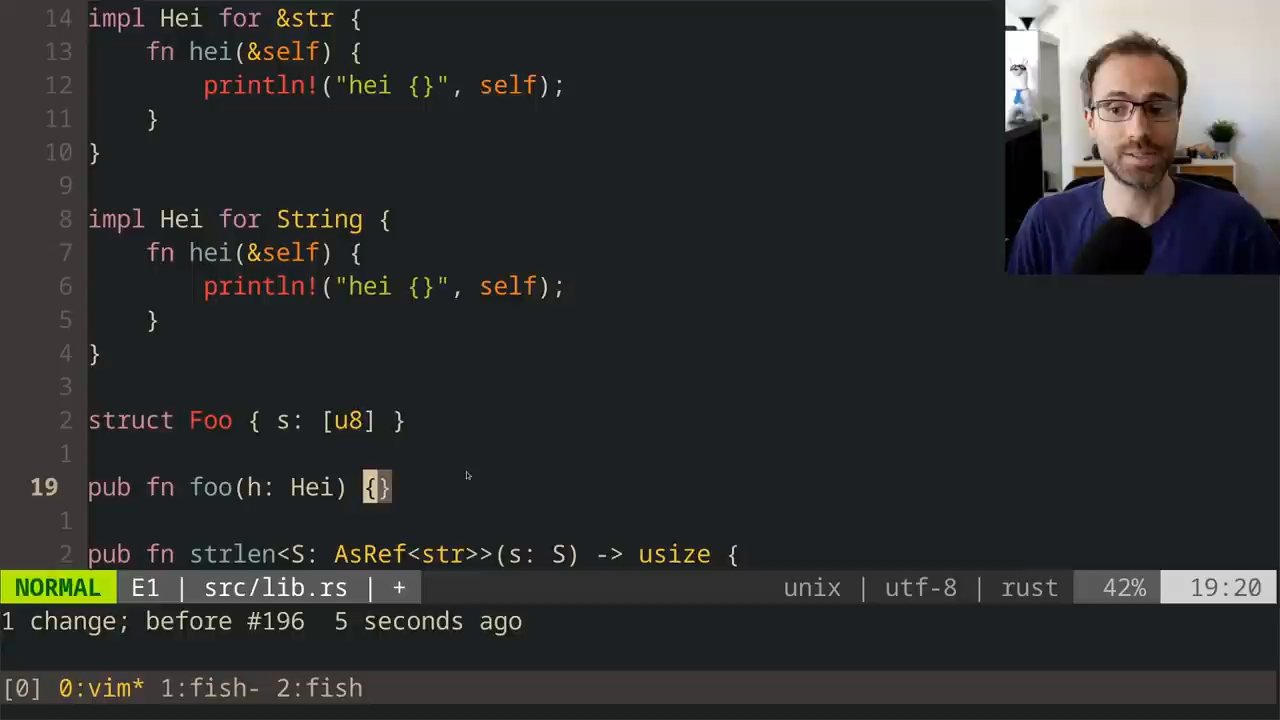 14 impl Hei for &str {
13     fn hei(&self) {
12         println!("hei {}", self);
11     }
10 }
9
8 impl Hei for String {
7     fn hei(&self) {
6         println!("hei {}", self);
5     }
4 }
3
2 struct Foo { s: [u8] }
1
19 pub fn foo(h: Hei) {}
1
2 pub fn strlen<S: AsRef<str>>(s: S) -> usize {
NORMAL E1 | src/lib.rs | + unix | utf-8 | rust 42% 19:20
1 change; before #196  5 seconds ago
[0] 0:vim* 1:fish- 2:fish